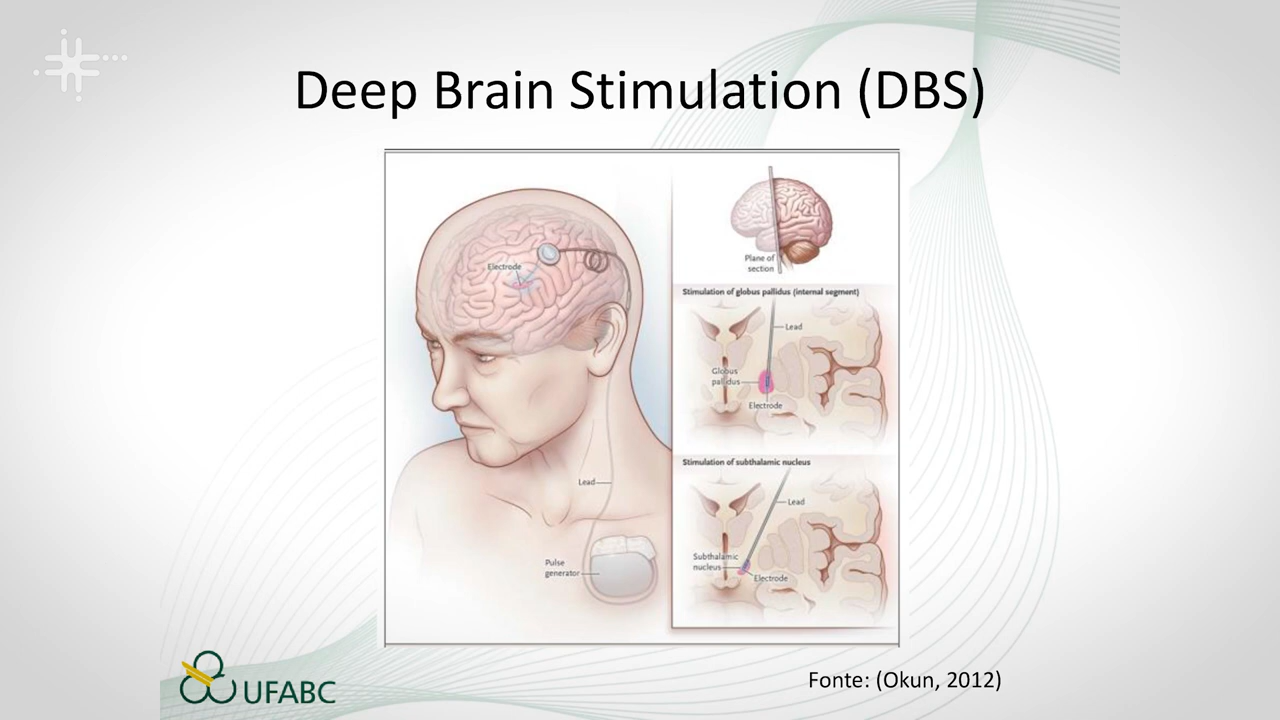 Deep Brain Stimulation (DBS)
Electrode
Lead
Pulse
generator
Plane of
section
Stimulation of globus pallidus (internal segment)
Lead
Globus
pallidus
Electrode
Stimulation of subthalamic nucleus
Lead
Subthalamic
nucleus
Electrode
UFABC
Fonte: (Okun, 2012)